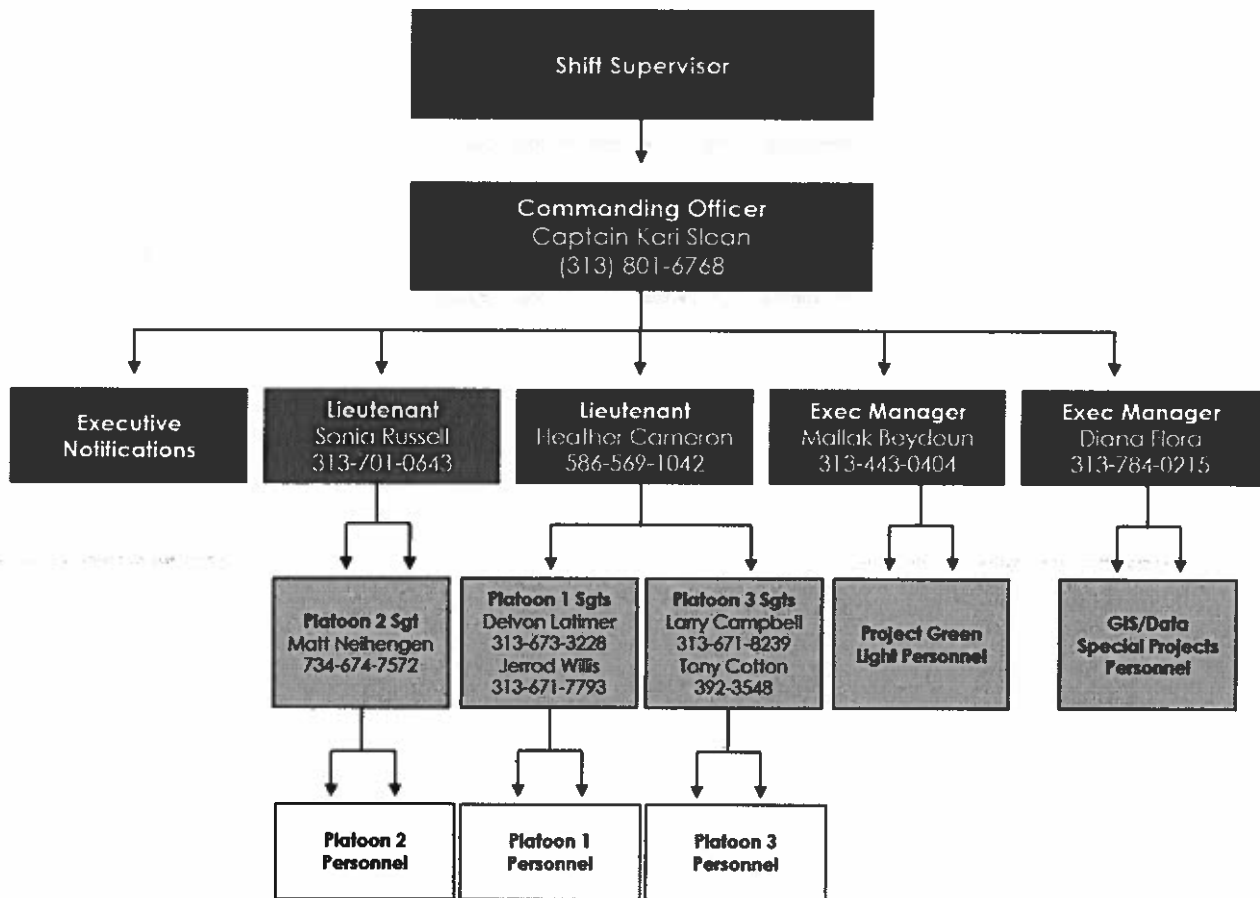 Shift Supervisor
Commanding Officer
Captain Kari Sloan
(313) 801-6768
Executive
Notifications
Lieutenant
Sonia Russell
313-701-0643
Lieutenant
Heather Cameron
586-569-1042
Exec Manager
Mallak Beydoun
313-443-0404
Exec Manager
Diana Flora
313-784-0215
Platoon 2 Sgt
Matt Neihengen
734-674-7572
Platoon 1 Sgts
Detvon Latimer
313-673-3228
Jerrod Willis
313-671-7793
Platoon 3 Sgts
Larry Campbell
313-671-8239
Tony Cotton
392-3548
Project Green
Light Personnel
GIS/Data
Special Projects
Personnel
Platoon 2
Personnel
Platoon 1
Personnel
Platoon 3
Personnel